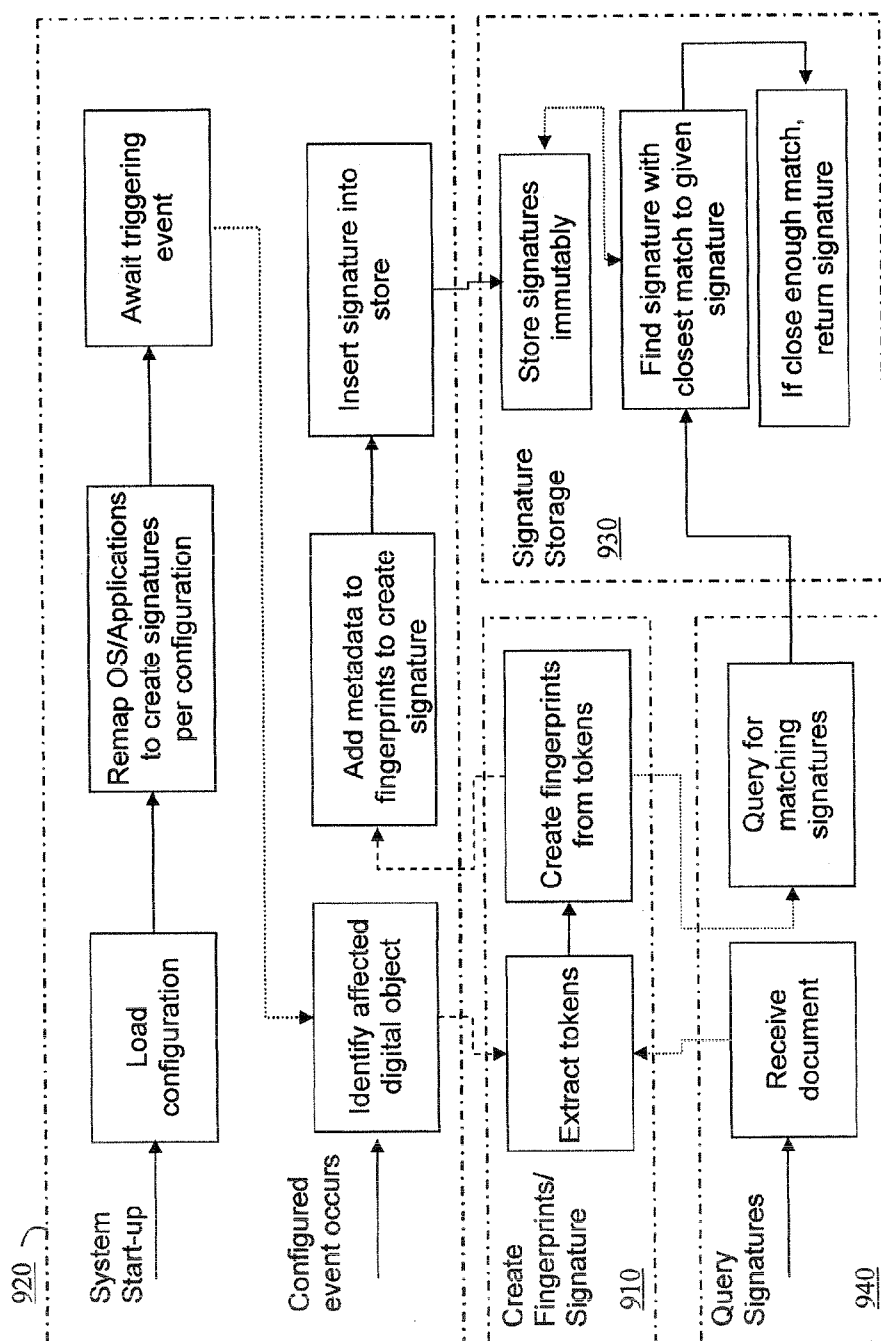 920
System
Start-up
Load
configuration
Remap OS/Applications
to create signatures
per configuration
Await triggering
event
Configured
event occurs
Identify affected
digital object
Add metadata to
fingerprints to create
signature
Insert signature into
store
Create
Fingerprints/
Signature
910
Extract tokens
Create fingerprints
from tokens
Signature
Storage
930
Store signatures
immutably
Find signature with
closest match to given
signature
If close enough match,
return signature
Query
Signatures
940
Receive
document
Query for
matching
signatures